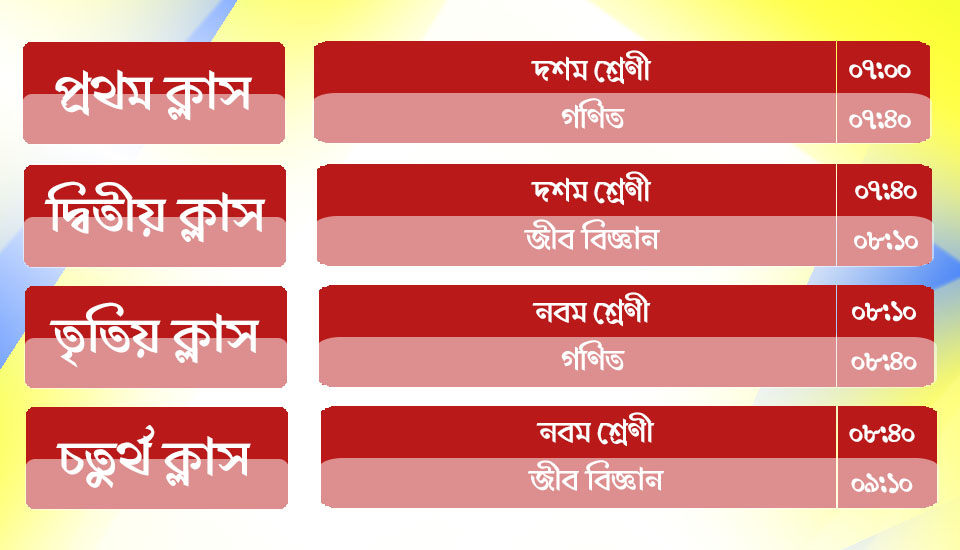 প্রথম ক্লাস
দশম শ্রেণী ০৭:০০
গণিত ০৭:৪০
দ্বিতীয় ক্লাস
দশম শ্রেণী ০৭:৪০
জীব বিজ্ঞান ০৮:১০
তৃতিয় ক্লাস
নবম শ্রেণী ০৮:১০
গণিত ০৮:৪০
চতুর্থ ক্লাস
নবম শ্রেণী ০৮:৪০
জীব বিজ্ঞান ০৯:১০